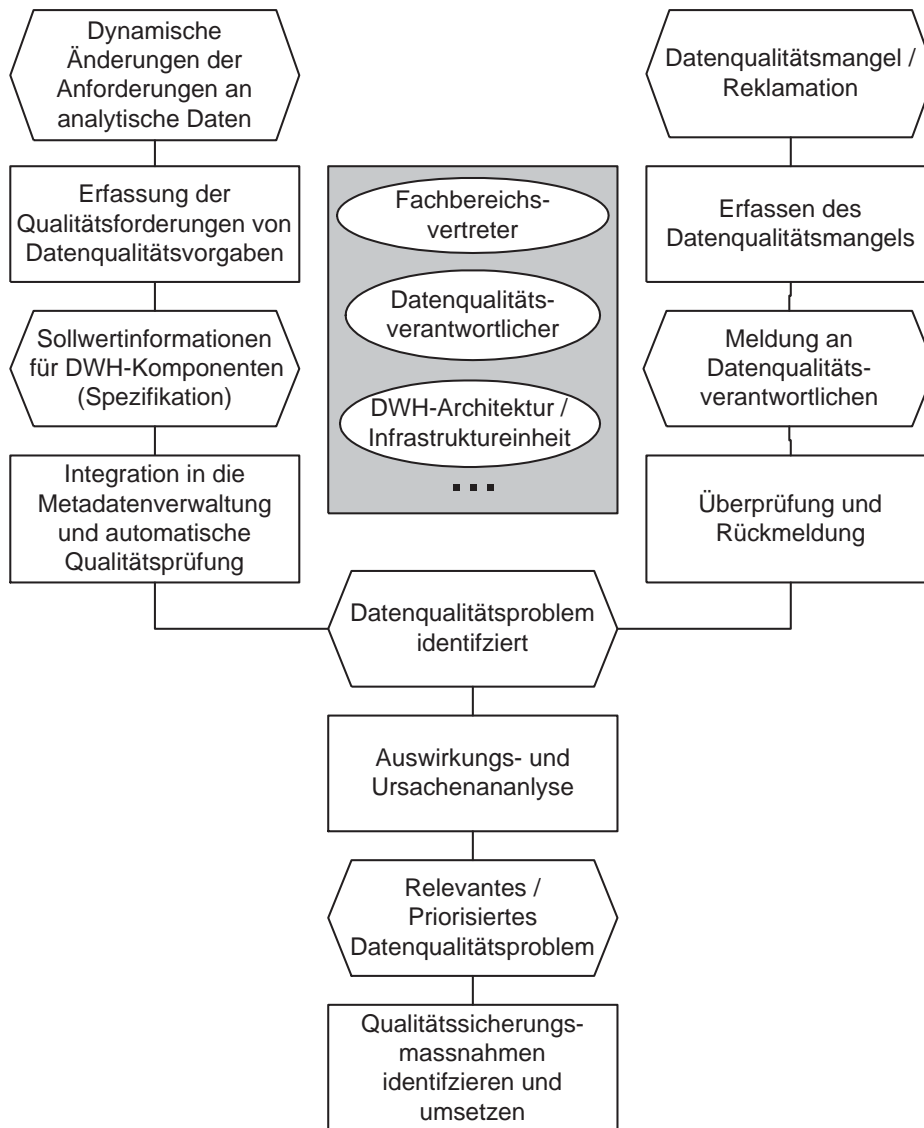 Dynamische
Änderungen der
Anforderungen an
analytische Daten
Erfassung der
Qualitätsforderungen von
Datenqualitätsvorgaben
Sollwertinformationen
für DWH-Komponenten
(Spezifikation)
Integration in die
Metadatenverwaltung
und automatische
Qualitätsprüfung
Fachbereichs-
vertreter
Datenqualitäts-
verantwortlicher
DWH-Architektur /
Infrastruktureinheit
...
Datenqualitätsmangel /
Reklamation
Erfassen des
Datenqualitätsmangels
Meldung an
Datenqualitäts-
verantwortlichen
Überprüfung und
Rückmeldung
Datenqualitätsproblem
identifziert
Auswirkungs- und
Ursachenananlyse
Relevantes /
Priorisiertes
Datenqualitätsproblem
Qualitätssicherungs-
massnahmen
identifzieren und
umsetzen